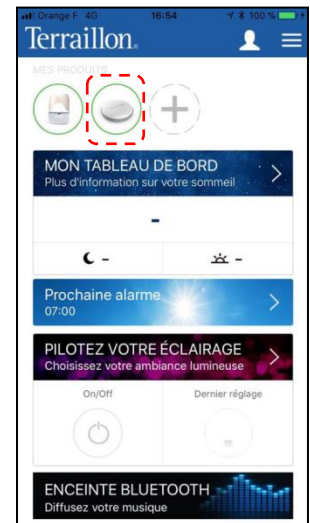 Orange F 4G 16:54 100 %
Terraillon.
MES PRODUITS
MON TABLEAU DE BORD
Plus d'information sur votre sommeil
-
- -
Prochaine alarme
07:00
PILOTEZ VOTRE ÉCLAIRAGE
Choisissez votre ambiance lumineuse
On/Off Dernier réglage
ENCEINTE BLUETOOTH
Diffusez votre musique